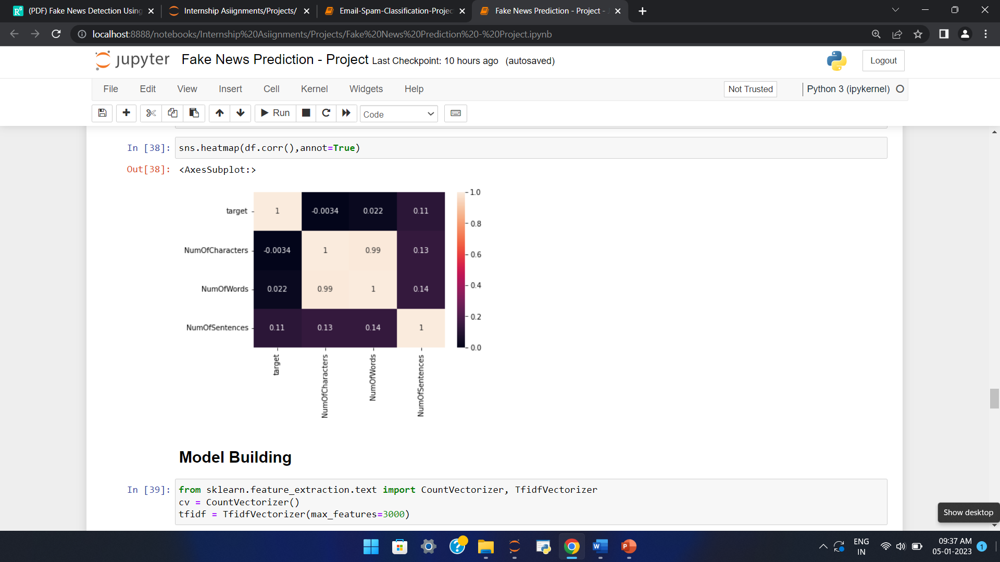 (PDF) Fake News Detection Using
Internship Asiignments/Projects/
Email-Spam-Classification-Projec
Fake News Prediction - Project -
localhost:8888/notebooks/Internship%20Asiignments/Projects/Fake%20News%20Prediction%20-%20Project.ipynb
jupyter Fake News Prediction - Project Last Checkpoint: 10 hours ago (autosaved)
Logout
File Edit View Insert Cell Kernel Widgets Help
Not Trusted
Python 3 (ipykernel)
Run
Code
In [38]: sns.heatmap(df.corr(),annot=True)
Out[38]: <AxesSubplot:>
target 1 -0.0034 0.022 0.11
NumOfCharacters -0.0034 1 0.99 0.13
NumOfWords 0.022 0.99 1 0.14
NumOfSentences 0.11 0.13 0.14 1
target
NumOfCharacters
NumOfWords
NumOfSentences
1.0
0.8
0.6
0.4
0.2
0.0
Model Building
In [39]: from sklearn.feature_extraction.text import CountVectorizer, TfidfVectorizer
cv = CountVectorizer()
tfidf = TfidfVectorizer(max_features=3000)
Show desktop
ENG
IN
09:37 AM
05-01-2023
1